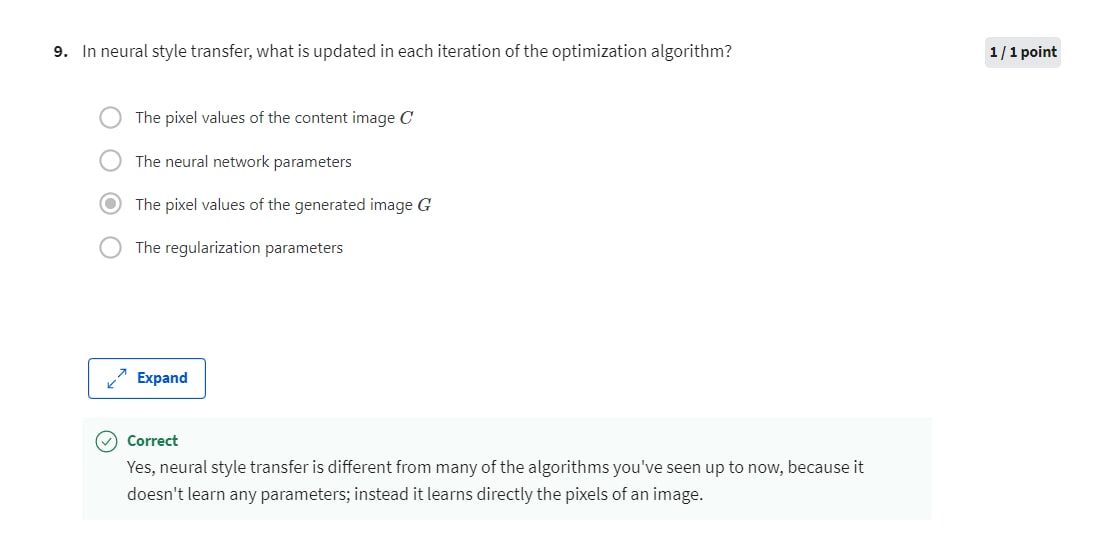 9. In neural style transfer, what is updated in each iteration of the optimization algorithm?
1 / 1 point
The pixel values of the content image C
The neural network parameters
The pixel values of the generated image G
The regularization parameters
Expand
Correct
Yes, neural style transfer is different from many of the algorithms you've seen up to now, because it
doesn't learn any parameters; instead it learns directly the pixels of an image.